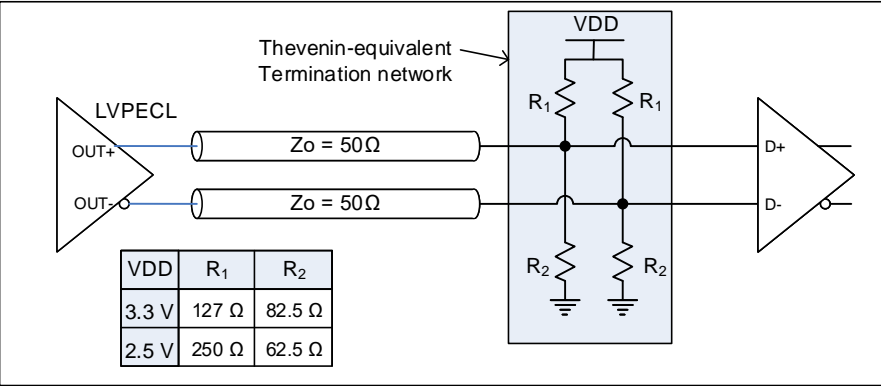 VDD
Thevenin-equivalent
Termination network
R₁
R₁
LVPECL
OUT+
Zo = 50Ω
D+
OUT-
Zo = 50Ω
D-
R₂
R₂
VDD R₁ R₂
3.3 V 127 Ω 82.5 Ω
2.5 V 250 Ω 62.5 Ω